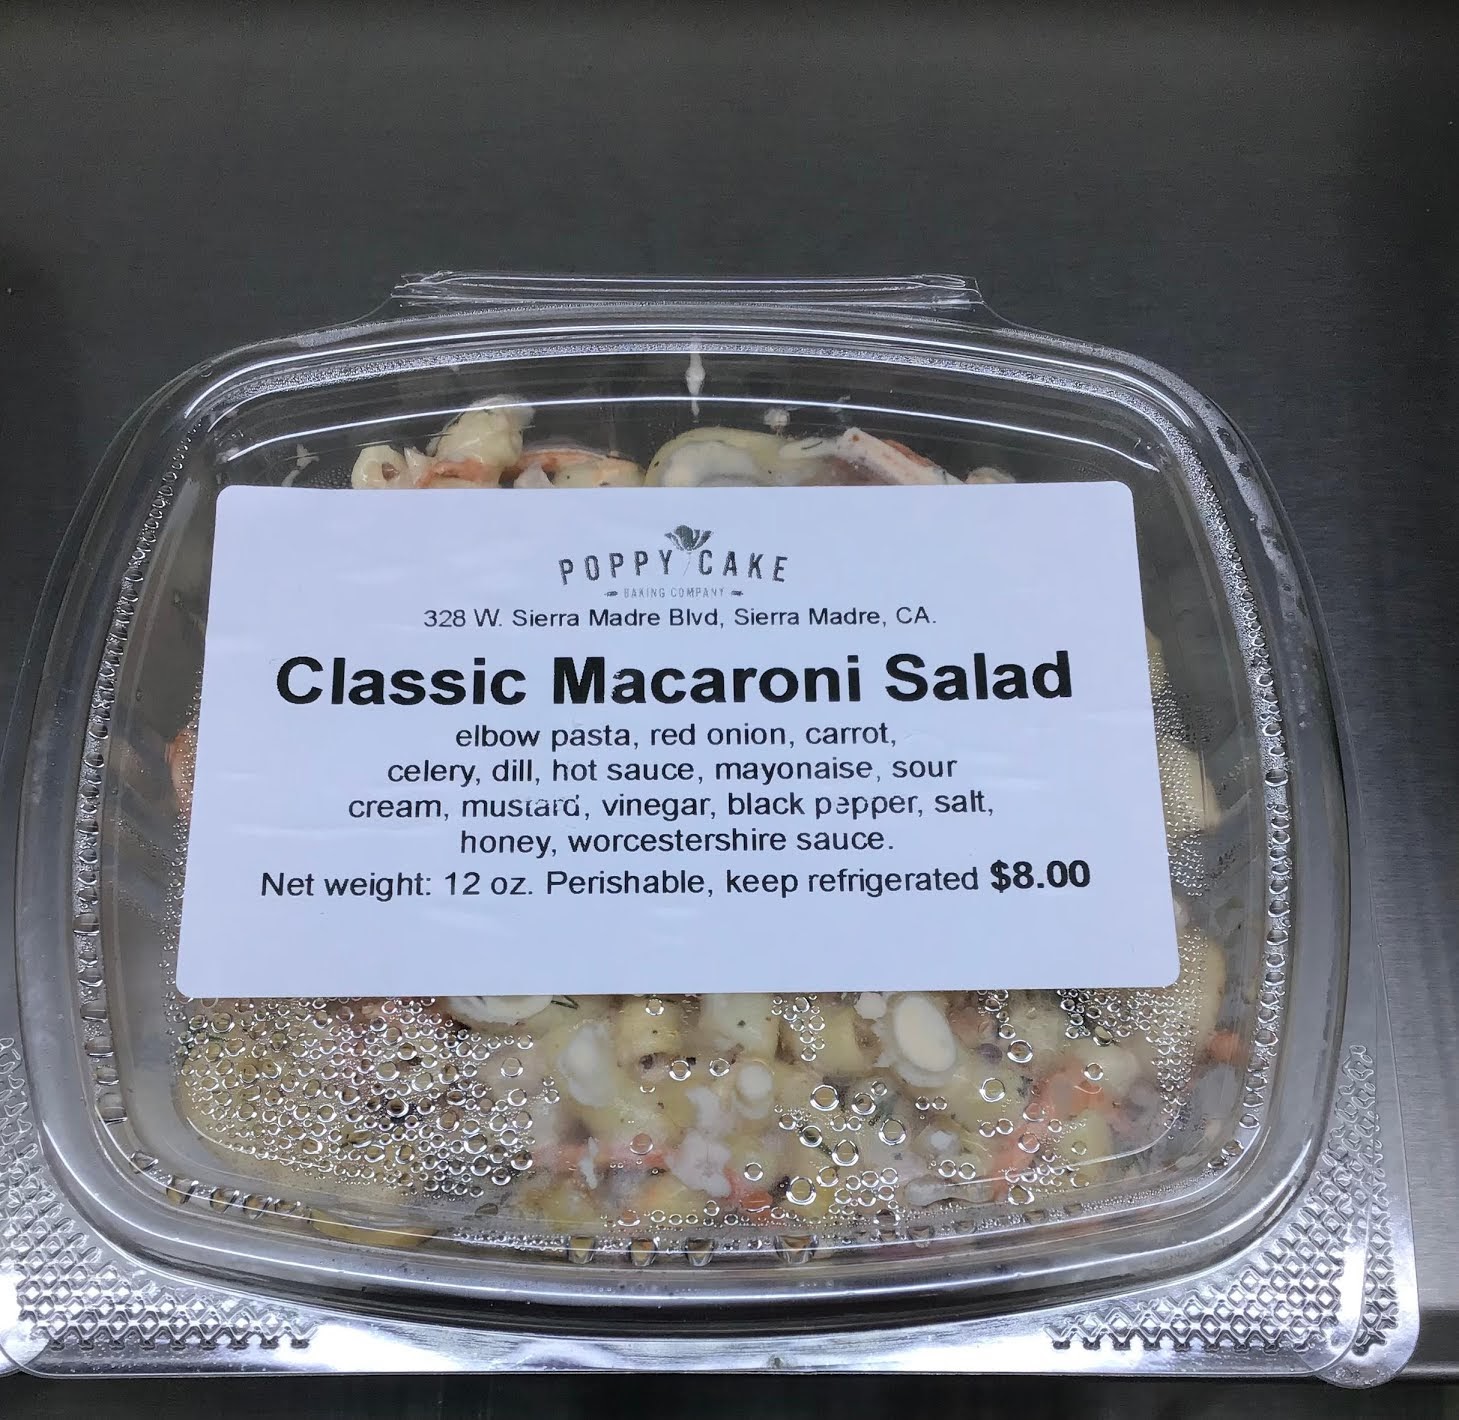 POPPY CAKE
BAKING COMPANY
328 W. Sierra Madre Blvd, Sierra Madre, CA.
Classic Macaroni Salad
elbow pasta, red onion, carrot,
celery, dill, hot sauce, mayonaise, sour
cream, mustard, vinegar, black pepper, salt,
honey, worcestershire sauce.
Net weight: 12 oz. Perishable, keep refrigerated $8.00